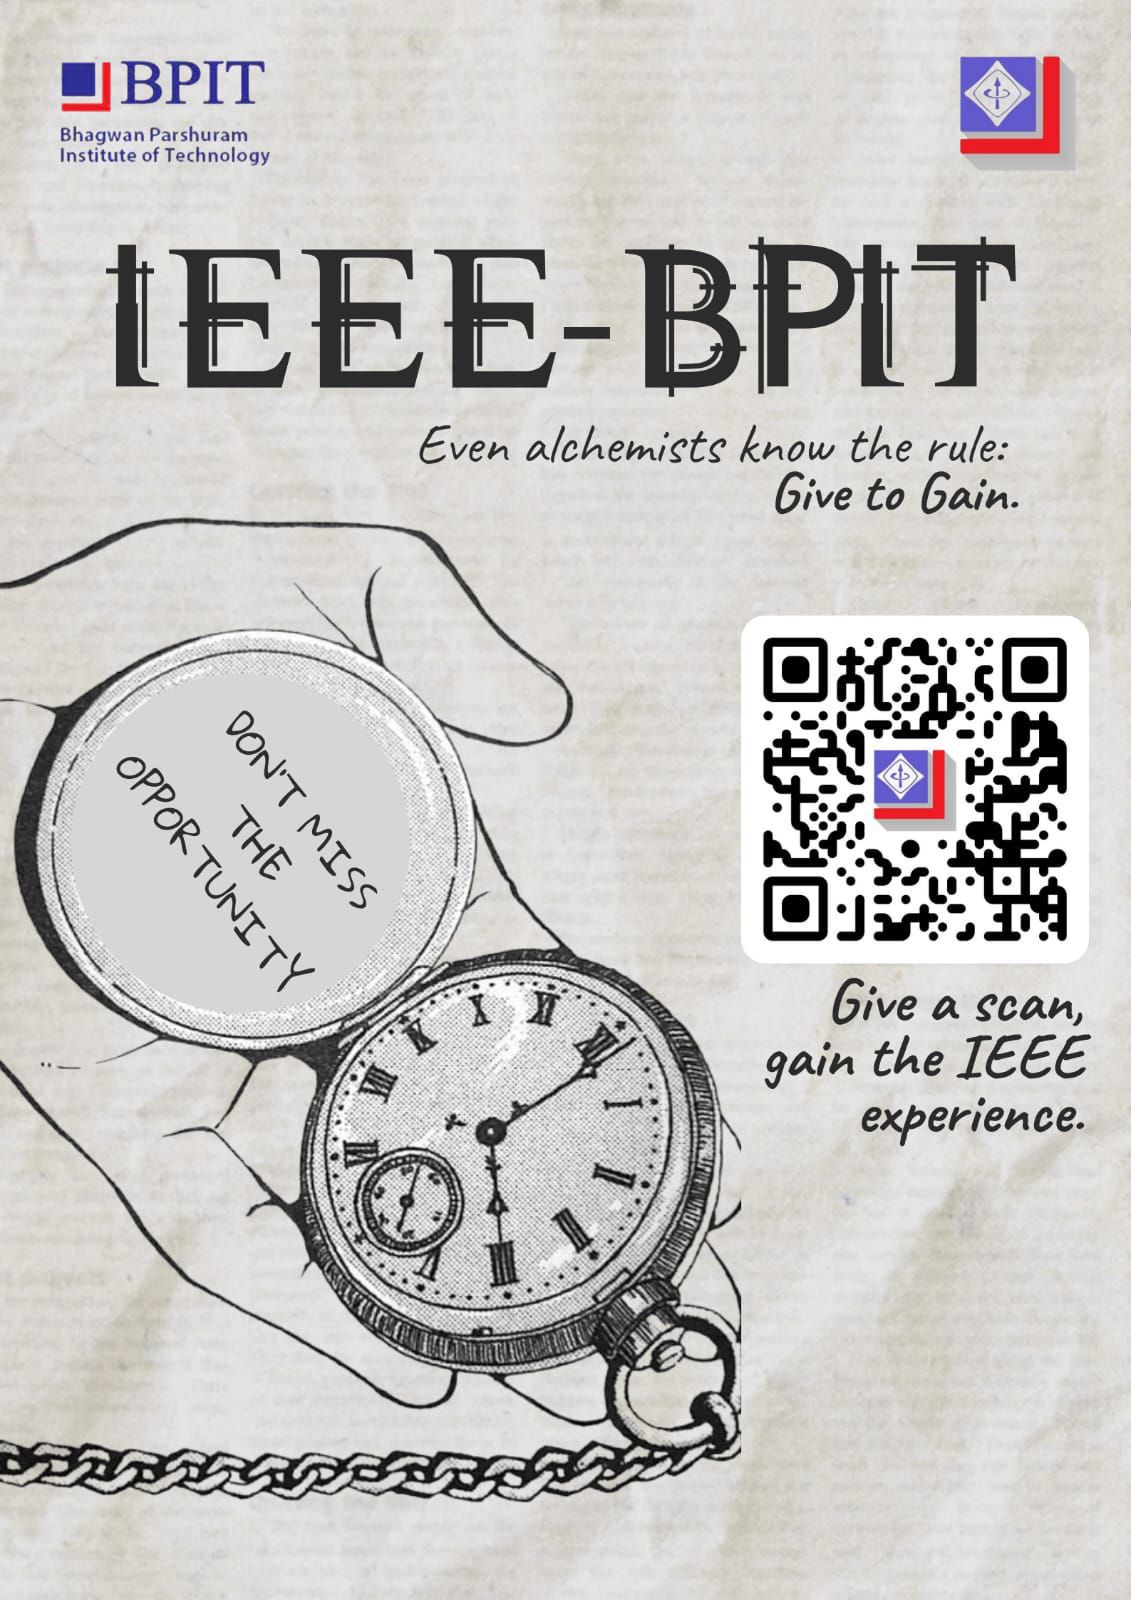 BPIT
Bhagwan Parshuram
Institute of Technology
IEEE-BPIT
Even alchemists know the rule:
Give to Gain.
DON'T MISS
THE
OPPORTUNITY
Give a scan,
gain the IEEE
experience.